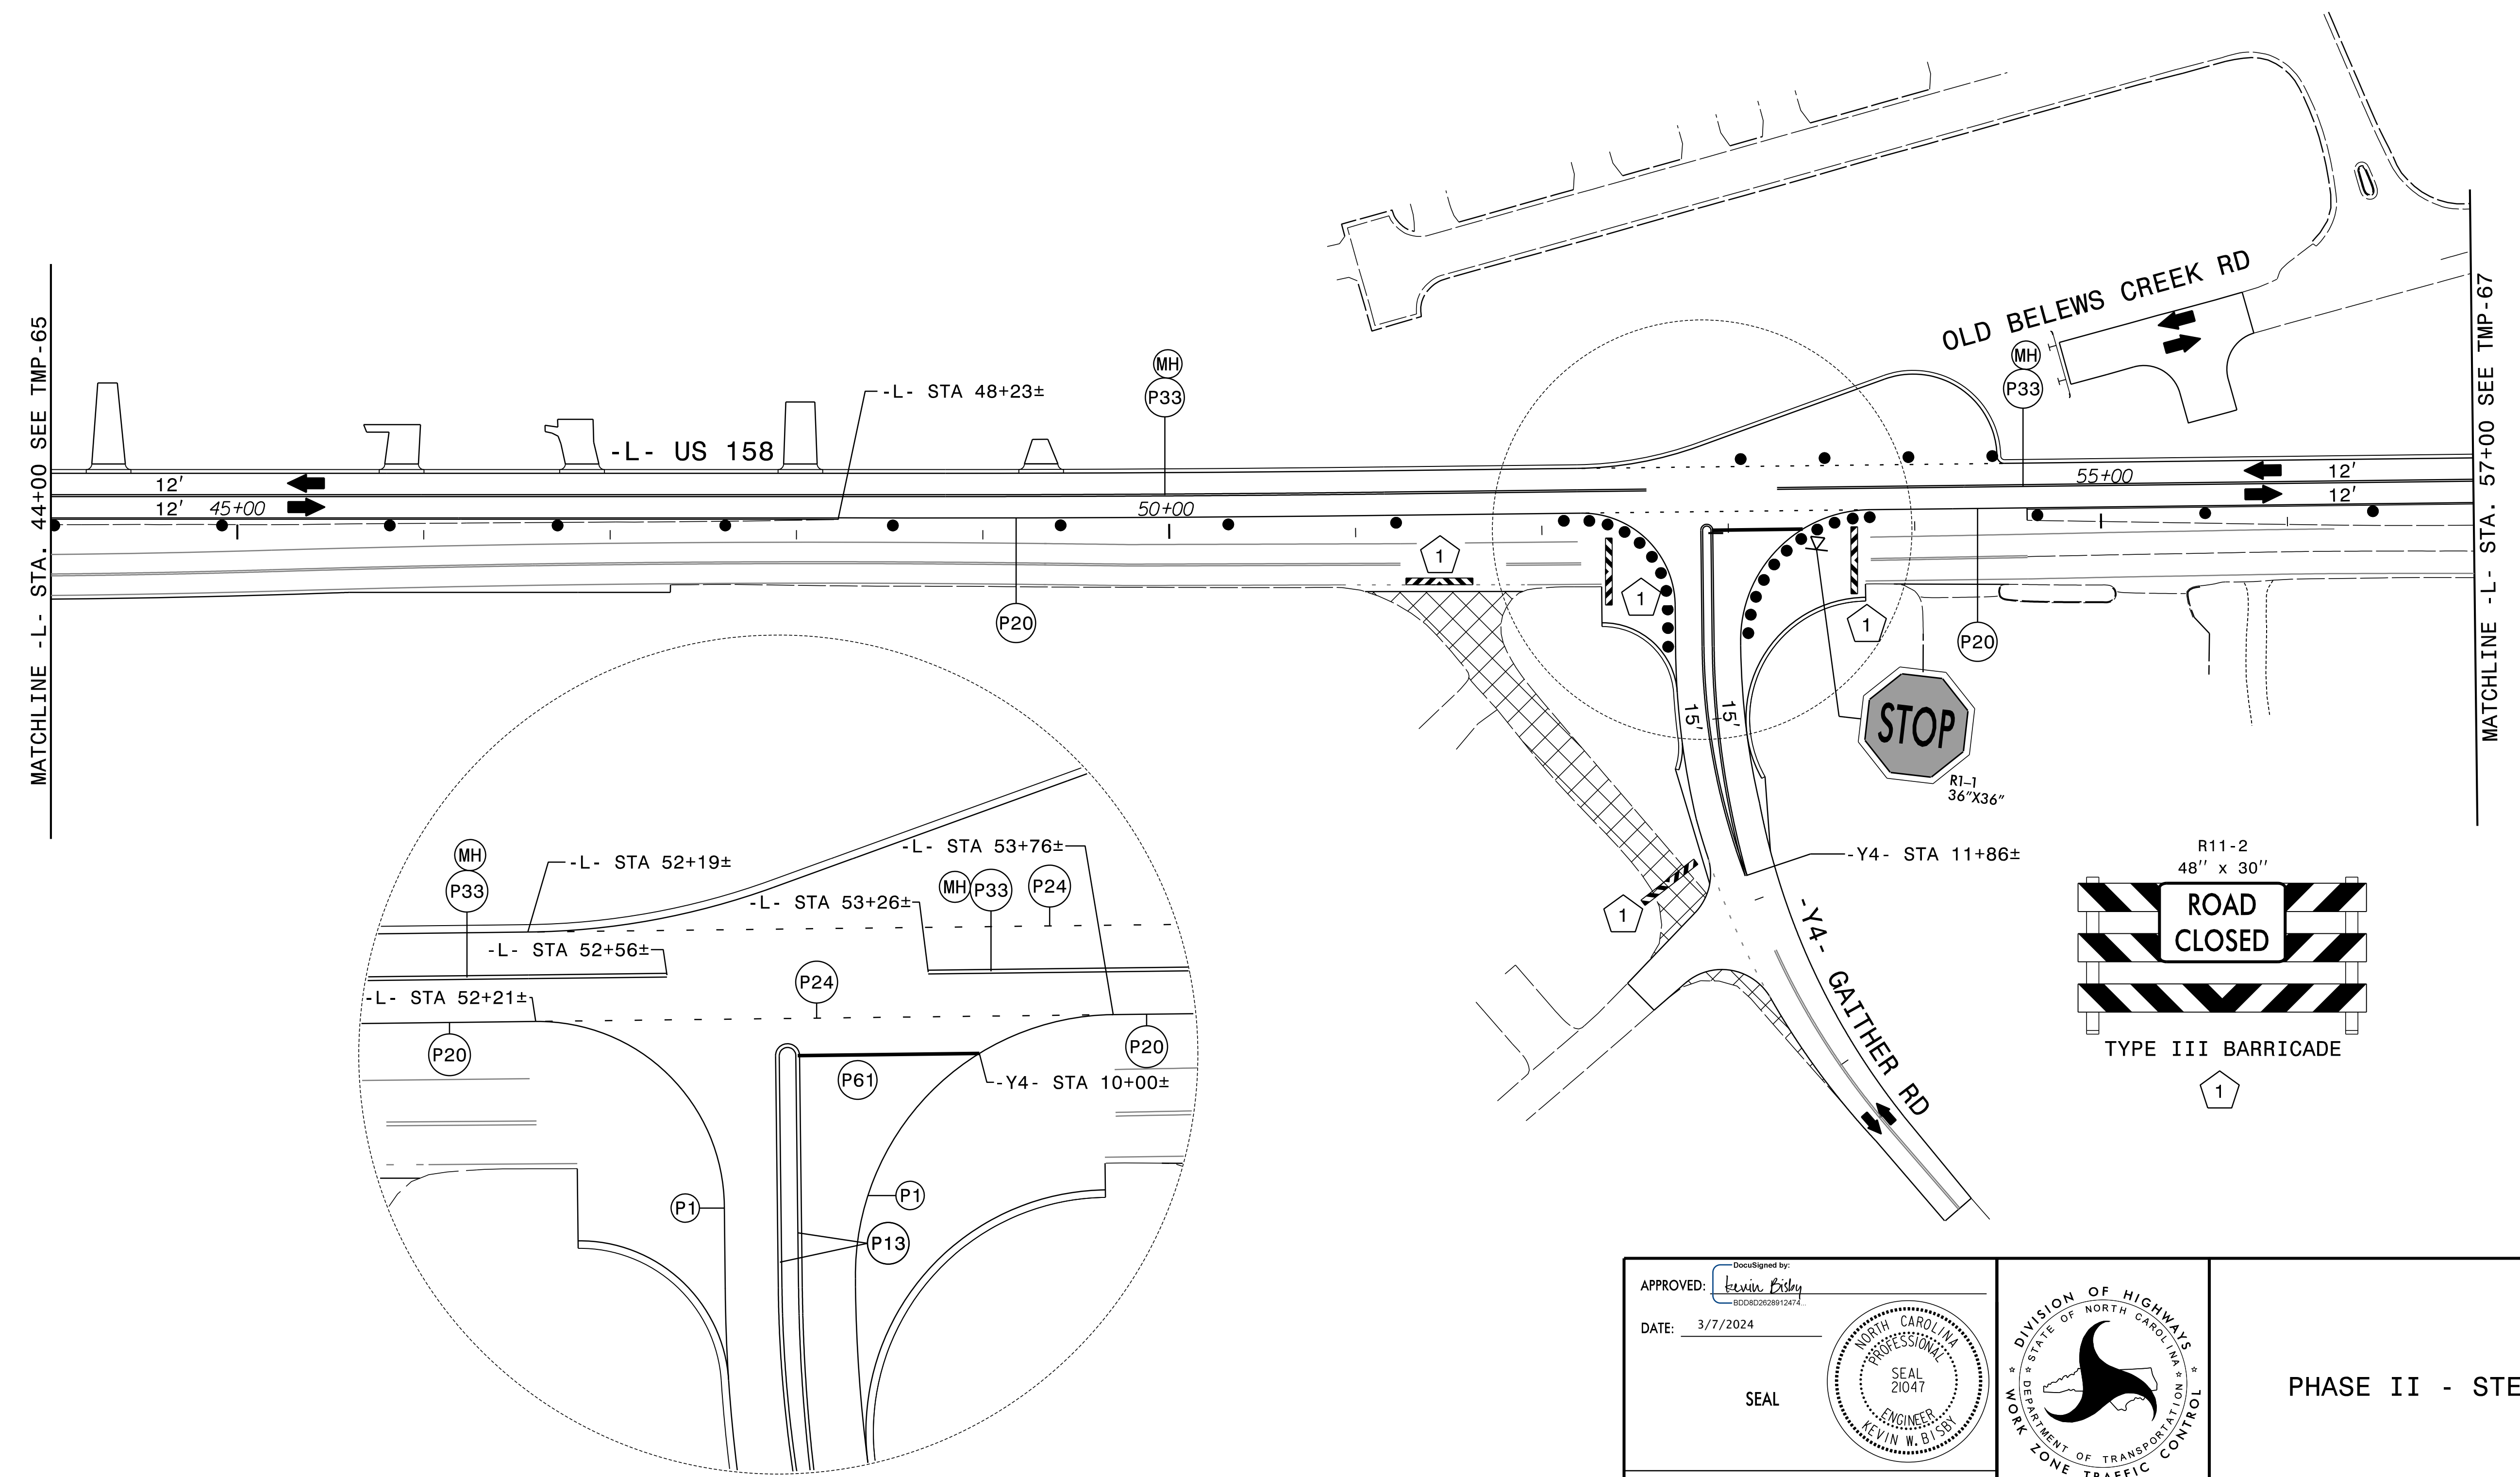 MATCHLINE -L- STA. 44+00 SEE TMP-65
-L- US 158
-L- STA 48+23±
MH
P33
12'
12'
45+00
50+00
P20
1
1
OLD BELEWS CREEK RD
MH
P33
55+00
12'
12'
MATCHLINE -L- STA. 57+00 SEE TMP-67
1
P20
15'
15'
STOP
R1-1
36"X36"
-Y4- STA 11+86±
1
-Y4- GAITHER RD
R11-2
48'' x 30''
ROAD
CLOSED
TYPE III BARRICADE
1
MH
P33
-L- STA 52+19±
-L- STA 53+76±
MH
P33
P24
-L- STA 53+26±
-L- STA 52+56±
P24
-L- STA 52+21±
P20
P61
-Y4- STA 10+00±
P20
P1
P1
P13
APPROVED:
DocuSigned by:
Kevin Bisby
BDD8D2628912474...
DATE: 3/7/2024
SEAL
NORTH CAROLINA
PROFESSIONAL
SEAL
21047
ENGINEER
KEVIN W. BISBY
DIVISION OF HIGHWAYS
STATE OF NORTH CAROLINA
DEPARTMENT OF TRANSPORTATION
WORK ZONE TRAFFIC CONTROL
PHASE II - STE